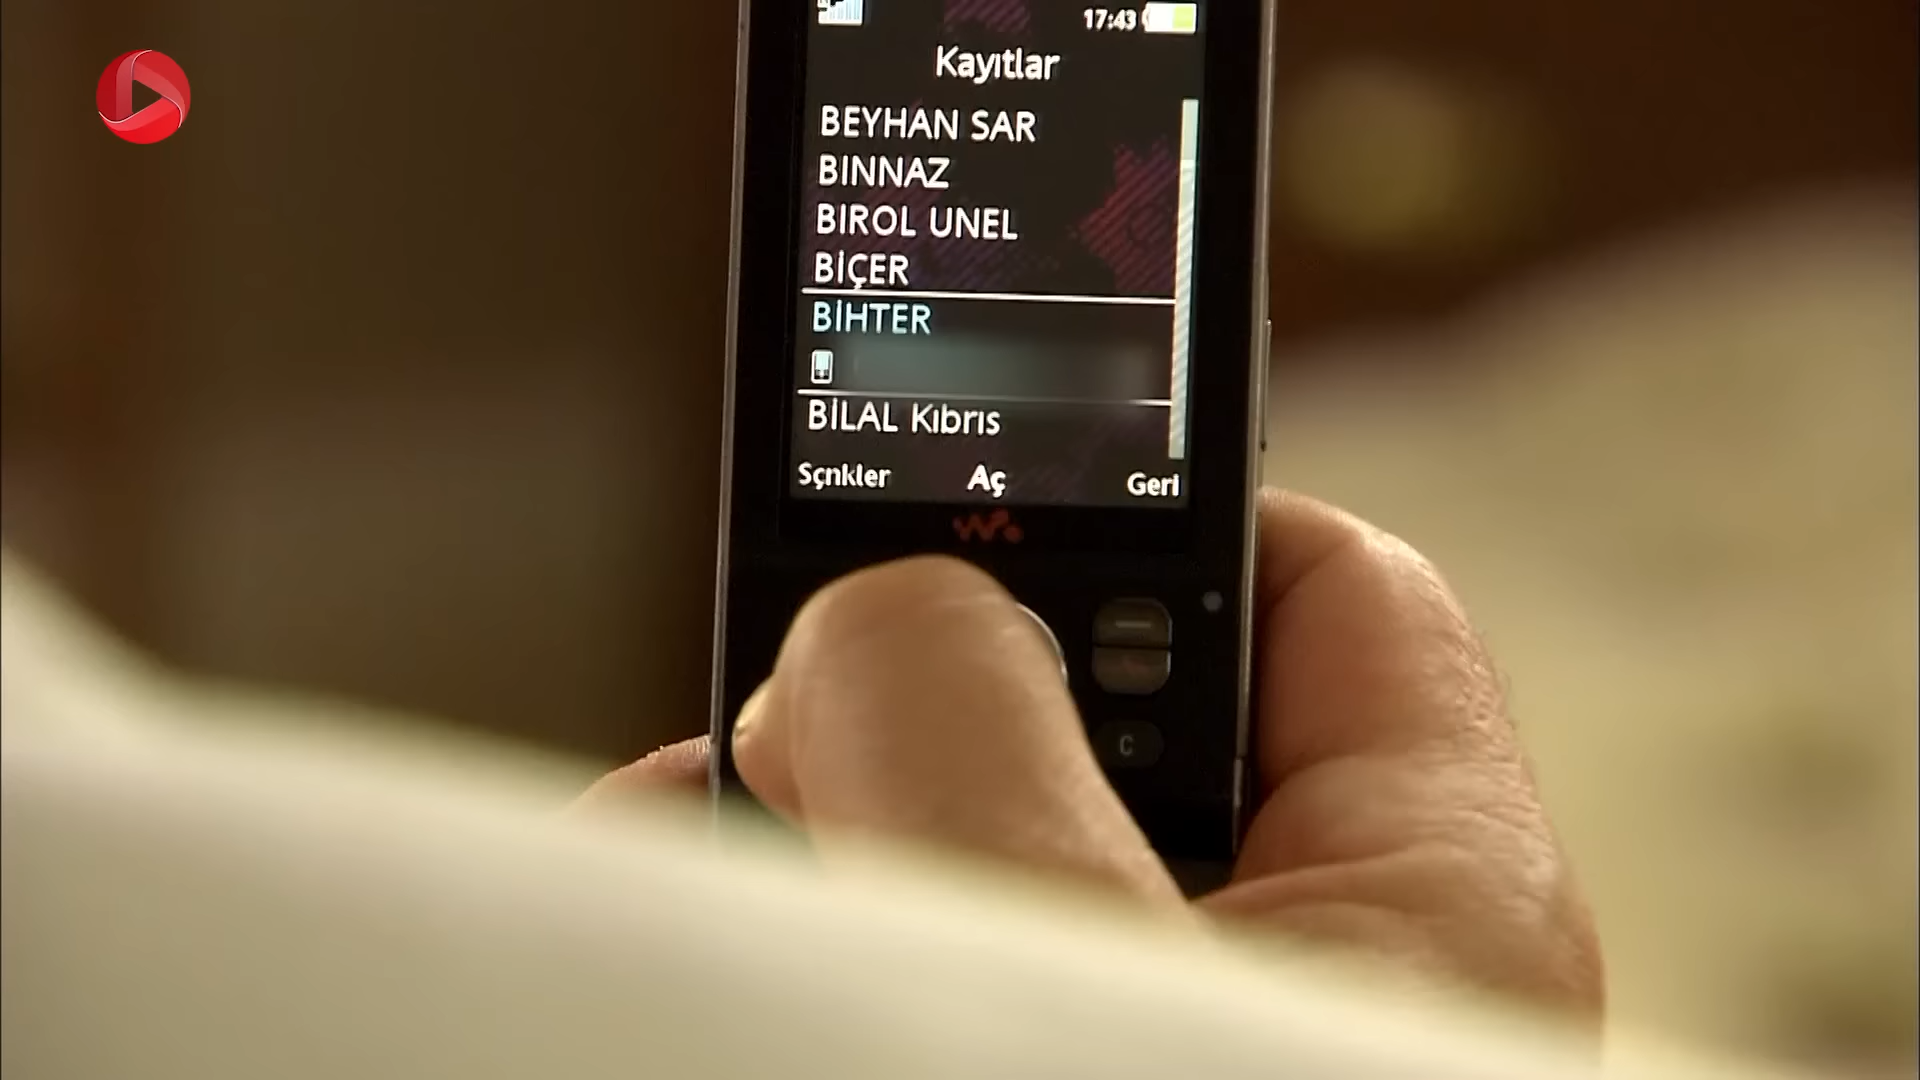 17:43
Kayıtlar
BEYHAN SAR
BINNAZ
BIROL UNEL
BİÇER
BİHTER
BİLAL Kıbrıs
Sçnkler Aç Geri
C